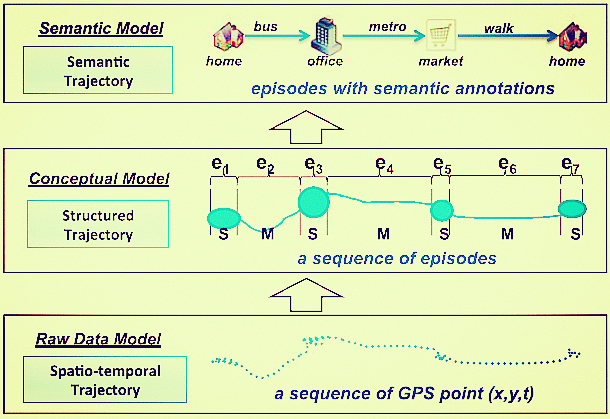 Semantic Model
Semantic
Trajectory
bus
metro
walk
home
office
market
home
episodes with semantic annotations
Conceptual Model
Structured
Trajectory
e1
e2
e3
e4
e5
e6
e7
S
M
S
M
S
M
S
a sequence of episodes
Raw Data Model
Spatio-temporal
Trajectory
a sequence of GPS point (x,y,t)